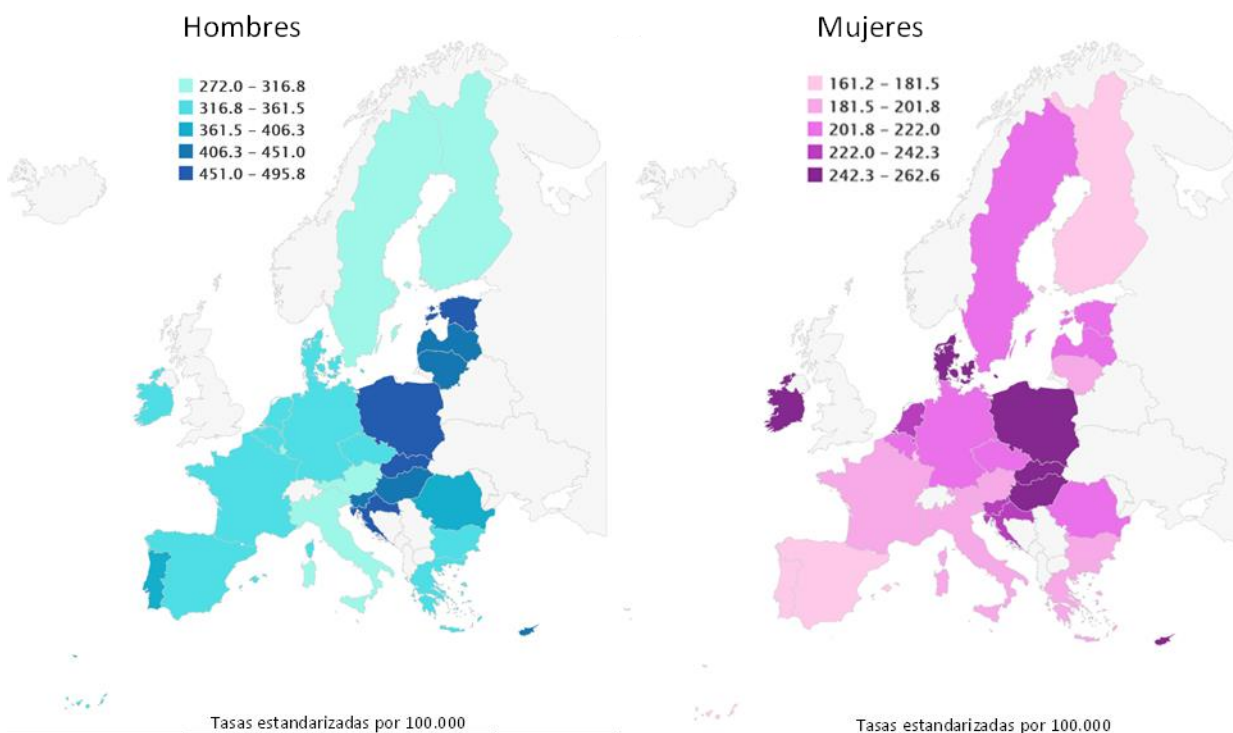 Hombres
272.0 – 316.8
316.8 – 361.5
361.5 – 406.3
406.3 – 451.0
451.0 – 495.8
Tasas estandarizadas por 100.000
Mujeres
161.2 – 181.5
181.5 – 201.8
201.8 – 222.0
222.0 – 242.3
242.3 – 262.6
Tasas estandarizadas por 100.000